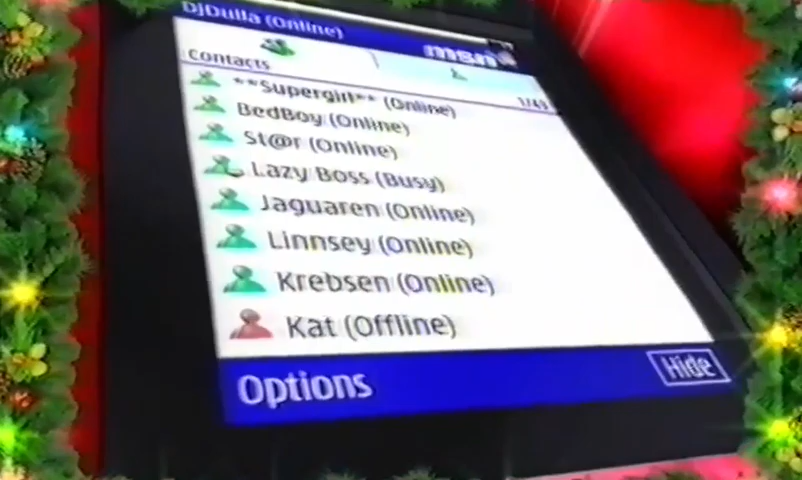 DJDulla (Online)
msn
Contacts
1/49
**Supergirl** (Online)
BedBoy (Online)
St@r (Online)
Lazy Boss (Busy)
Jaguaren (Online)
Linnsey (Online)
Krebsen (Online)
Kat (Offline)
Options
Hide